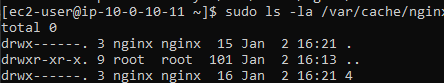 [ec2-user@ip-10-0-10-11 ~]$ sudo ls -la /var/cache/nginx
total 0
drwx------. 3 nginx nginx  15 Jan  2 16:21 .
drwxr-xr-x. 9 root  root  101 Jan  2 16:13 ..
drwx------. 3 nginx nginx  16 Jan  2 16:21 4